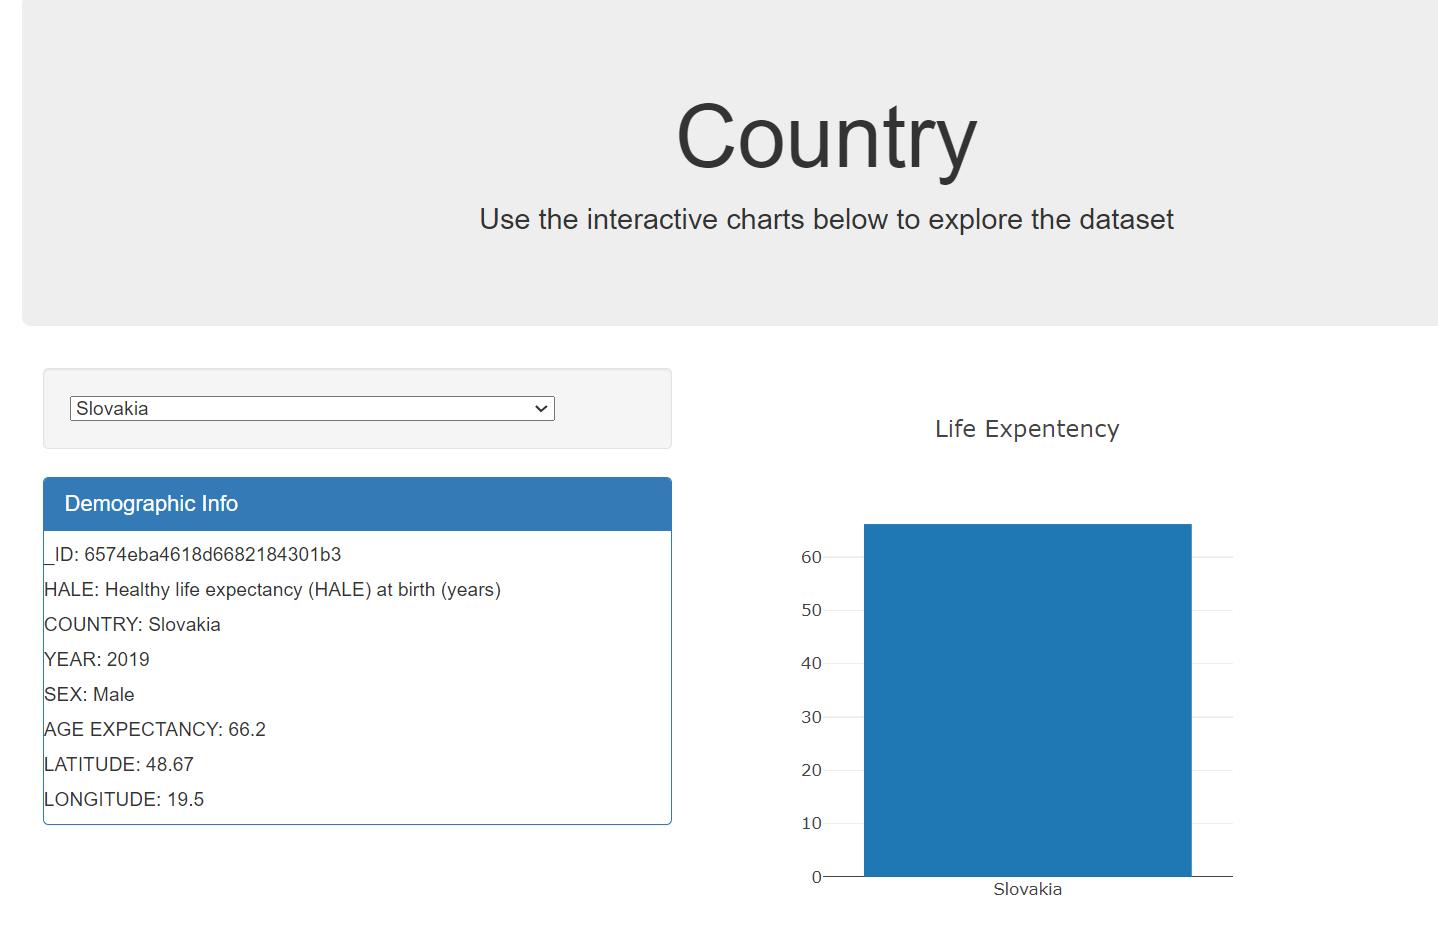 Country
Use the interactive charts below to explore the dataset
Slovakia
Demographic Info
_ID: 6574eba4618d6682184301b3
HALE: Healthy life expectancy (HALE) at birth (years)
COUNTRY: Slovakia
YEAR: 2019
SEX: Male
AGE EXPECTANCY: 66.2
LATITUDE: 48.67
LONGITUDE: 19.5
Life Expentency
60
50
40
30
20
10
0
Slovakia